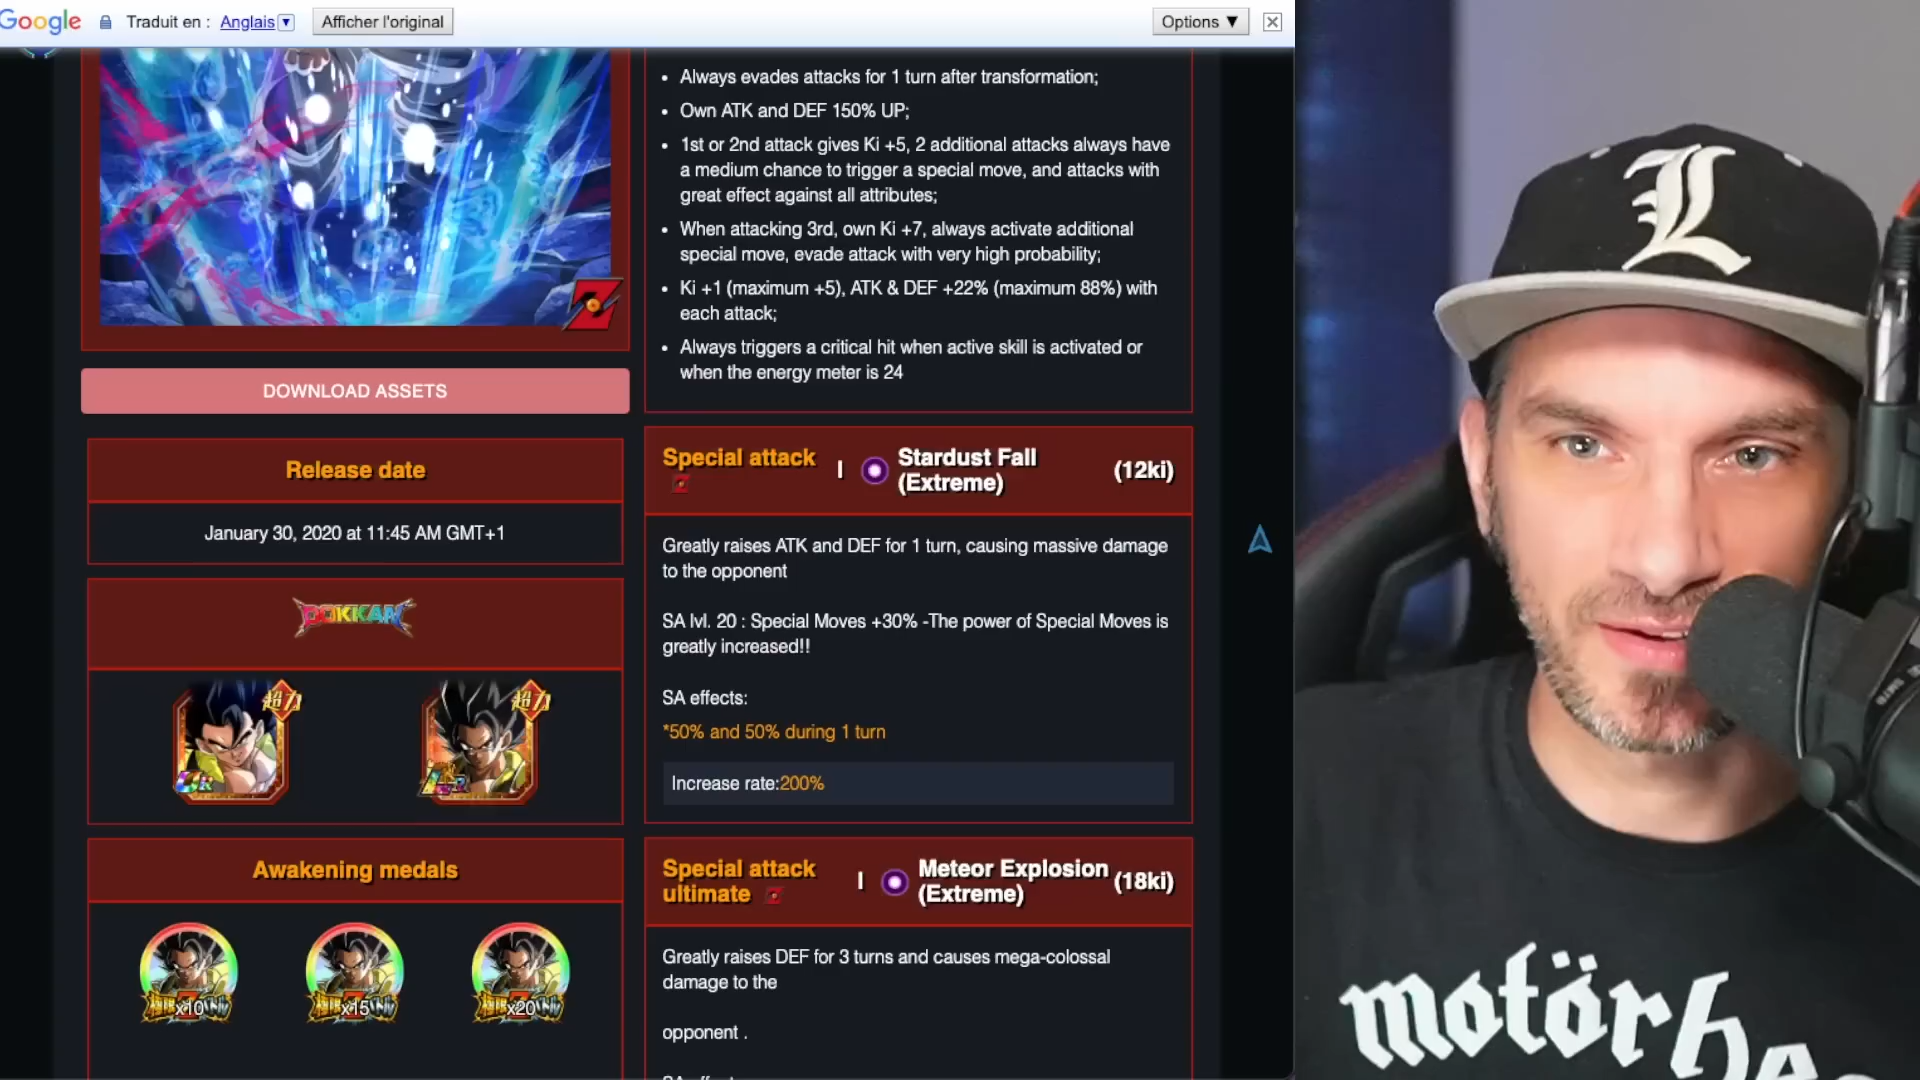 Google
Traduit en :
Anglais
Afficher l'original
Options ▼
• Always evades attacks for 1 turn after transformation;
• Own ATK and DEF 150% UP;
• 1st or 2nd attack gives Ki +5, 2 additional attacks always have
a medium chance to trigger a special move, and attacks with
great effect against all attributes;
• When attacking 3rd, own Ki +7, always activate additional
special move, evade attack with very high probability;
• Ki +1 (maximum +5), ATK & DEF +22% (maximum 88%) with
each attack;
• Always triggers a critical hit when active skill is activated or
when the energy meter is 24
DOWNLOAD ASSETS
Release date
January 30, 2020 at 11:45 AM GMT+1
DOKKAN
超力
超力
Awakening medals
x10
x15
x20
Special attack
Stardust Fall
(Extreme)
(12ki)
Greatly raises ATK and DEF for 1 turn, causing massive damage
to the opponent
SA lvl. 20 : Special Moves +30% -The power of Special Moves is
greatly increased!!
SA effects:
*50% and 50% during 1 turn
Increase rate:200%
Special attack
ultimate
Meteor Explosion
(Extreme)
(18ki)
Greatly raises DEF for 3 turns and causes mega-colossal
damage to the
opponent .
L
motörhea